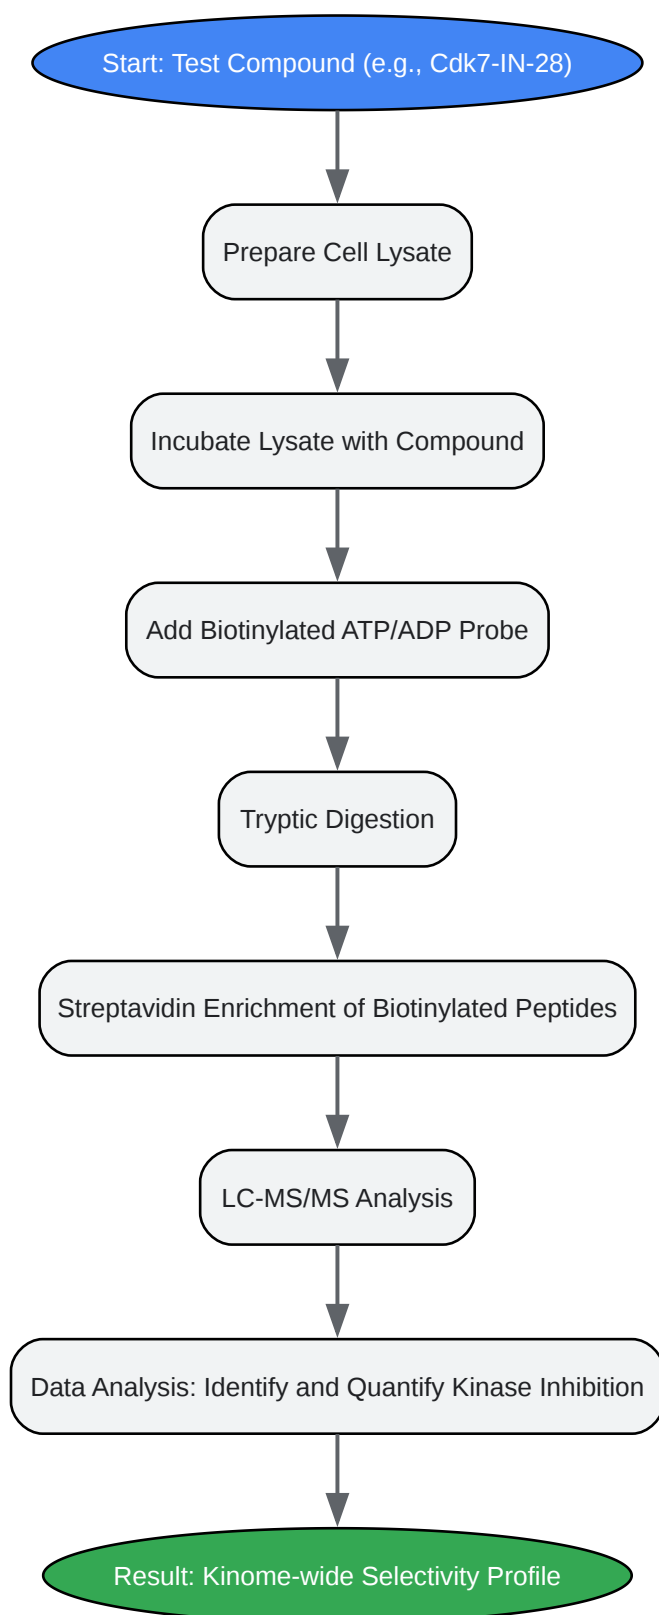 Start: Test Compound (e.g., Cdk7-IN-28)
Prepare Cell Lysate
Incubate Lysate with Compound
Add Biotinylated ATP/ADP Probe
Tryptic Digestion
Streptavidin Enrichment of Biotinylated Peptides
LC-MS/MS Analysis
Data Analysis: Identify and Quantify Kinase Inhibition
Result: Kinome-wide Selectivity Profile